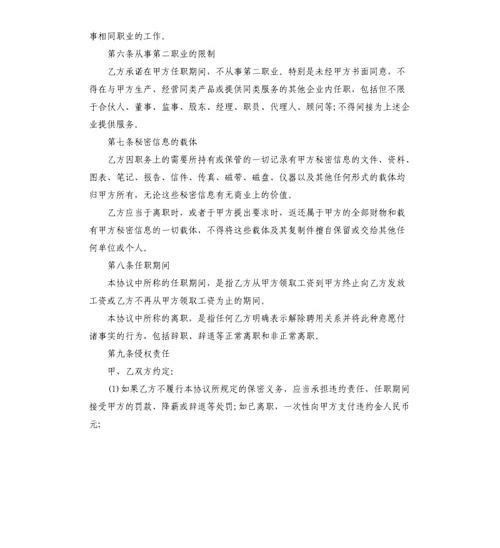 事相同职业的工作。
第六条从事第二职业的限制
乙方承诺在甲方任职期间、不从事第二职业。特别是未经甲方书面同意、不
得在与甲方生产、经营同类产品或提供同类服务的其他企业内任职,包括但不限
于合伙人、董事、监事、股东、经理、职员、代理人、顾问等;不得间接为上述企
业提供服务。
第七条秘密信息的载体
乙方因职务上的需要所持有或保管的一切记录有甲方秘密信息的文件、资料、
图表、笔记、报告、信件、传真、磁带、磁盘、仪器以及其他任何形式的载体均
归甲方所有,无论这些秘密信息有无商业上的价值。
乙方应当于离职时、或者于甲方提出要求时,返还属于甲方的全部财物和载
有甲方秘密信息的一切载体、不得将这些载体及其复制件擅自保留或交给其他任
何单位或个人。
第八条任职期间
本协议中所称的任职期间,是指乙方从甲方领取工资到甲方终止向乙方发放
工资或乙方不再从甲方领取工资为止的期间。
本协议中所称的离职,是指任何乙方明确表示解除聘用关系并将此种意愿付
诸事实的行为,包括辞职、辞退等正常离职和非正常离职。
第九条侵权责任
甲、乙双方约定;
(1)如果乙方不履行本协议所规定的保密义务、应当承担违约责任、任职期间
接受甲方的罚款、降薪或辞退等处罚;如已离职,一次性向甲方支付违约金人民币
元;